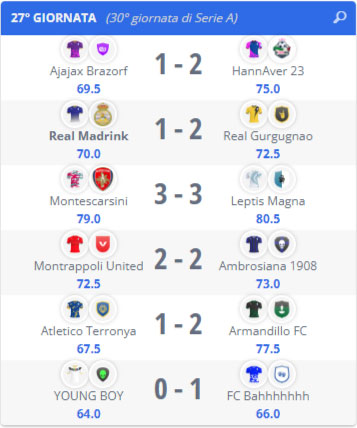 27° GIORNATA (30° giornata di Serie A)
Ajajax Brazorf 1 - 2 HannAver 23
69.5 75.0
Real Madrink 1 - 2 Real Gurgugnao
70.0 72.5
Montescarsini 3 - 3 Leptis Magna
79.0 80.5
Montrappoli United 2 - 2 Ambrosiana 1908
72.5 73.0
Atletico Terronya 1 - 2 Armandillo FC
67.5 77.5
YOUNG BOY 0 - 1 FC Bahhhhhhh
64.0 66.0